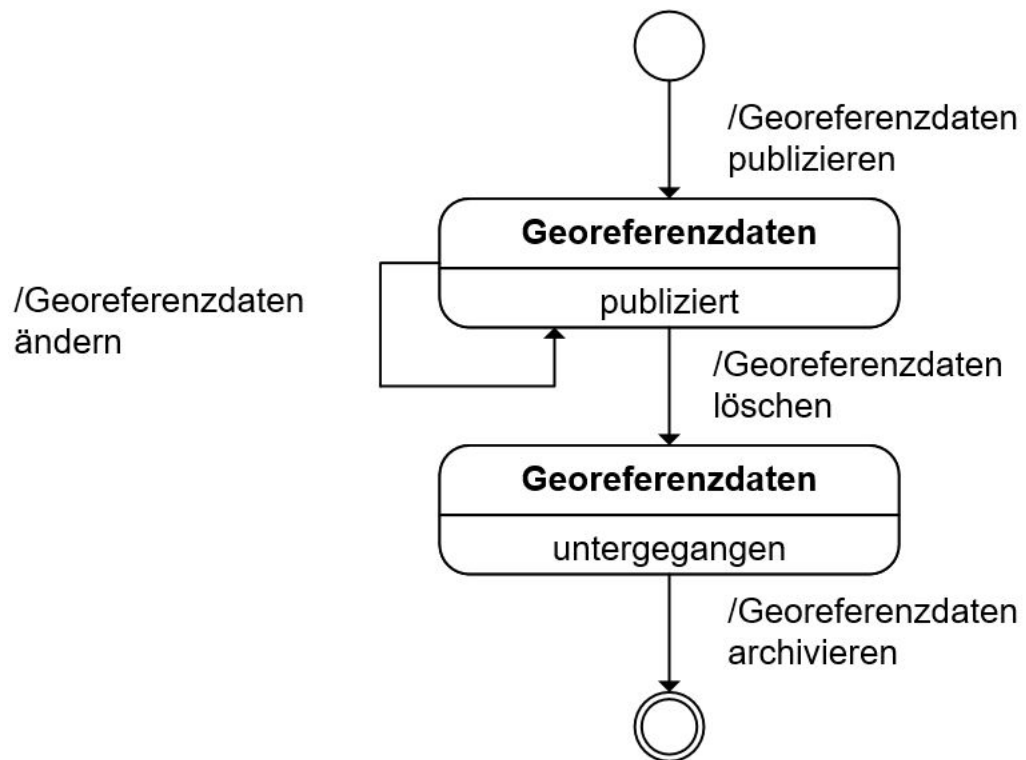 /Georeferenzdaten
publizieren
Georeferenzdaten
publiziert
/Georeferenzdaten
ändern
/Georeferenzdaten
löschen
Georeferenzdaten
untergegangen
/Georeferenzdaten
archivieren